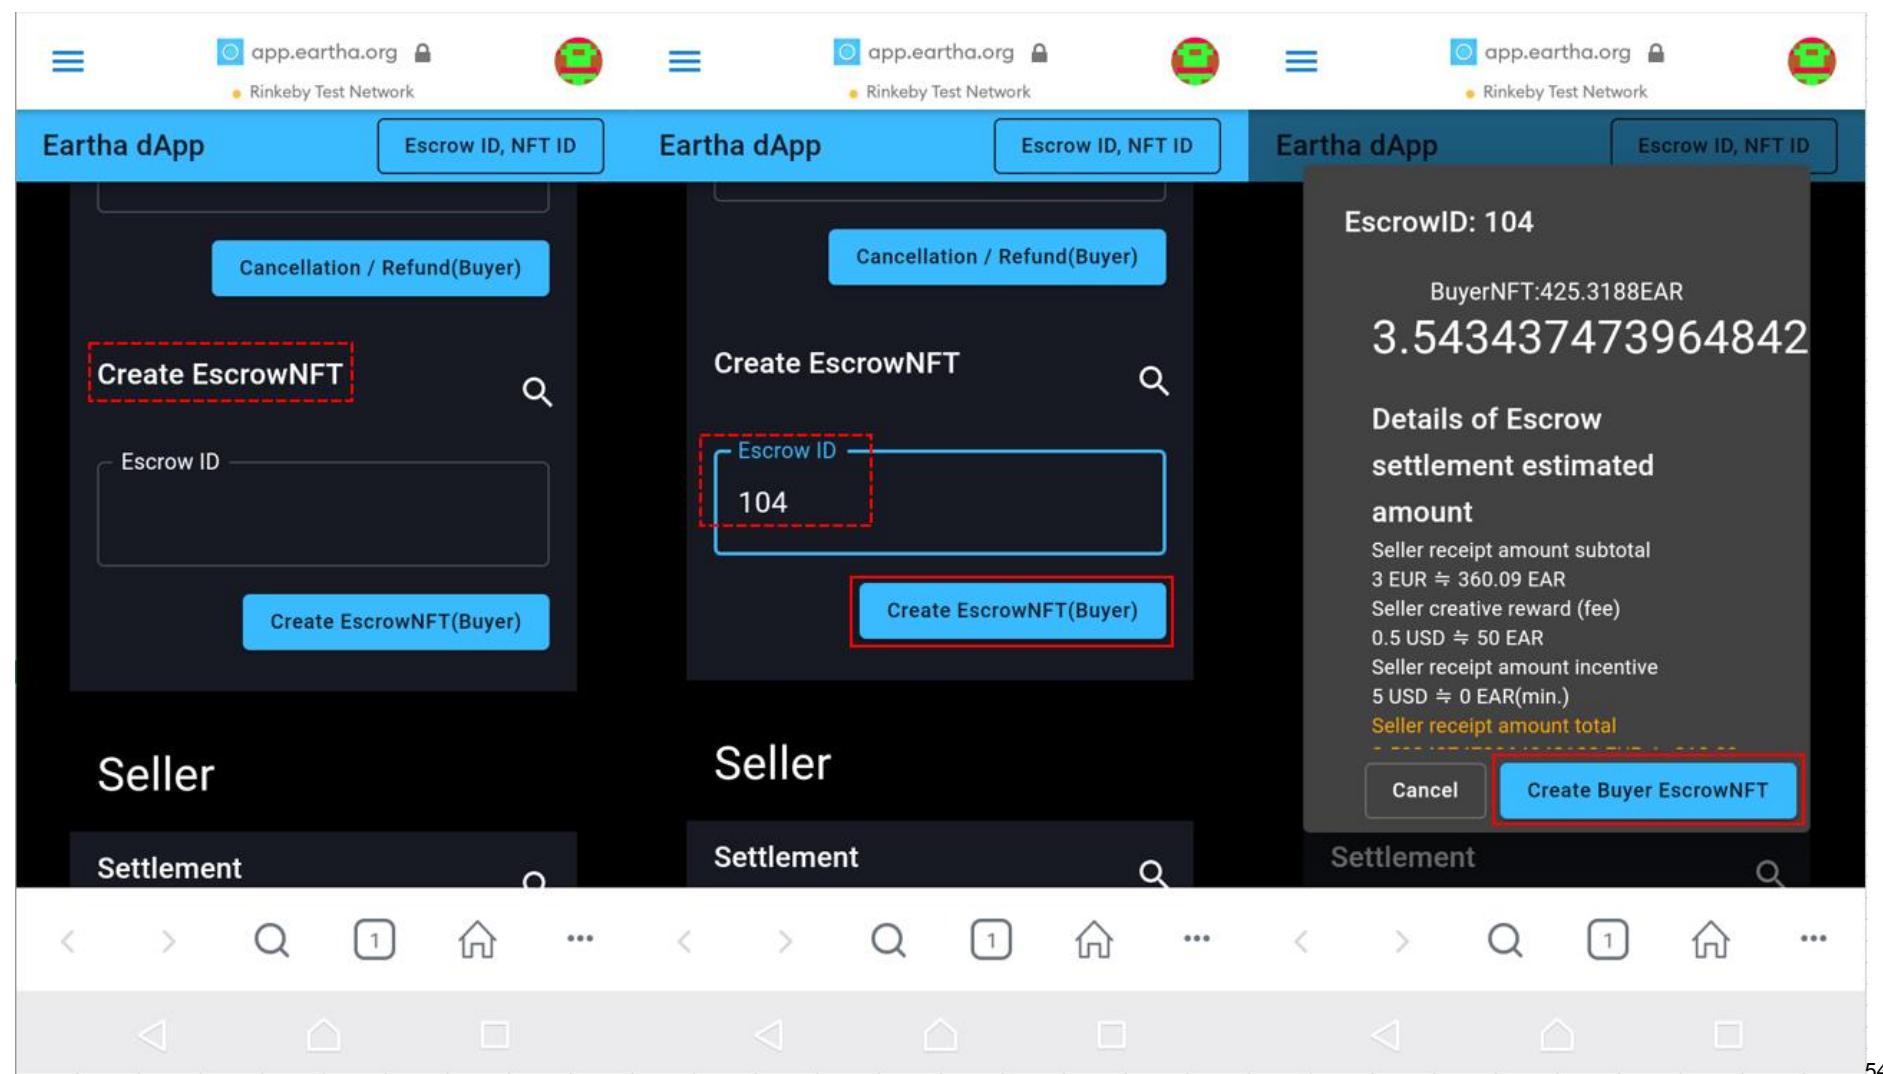 app.eartha.org
Rinkeby Test Network
Eartha dApp
Escrow ID, NFT ID
Cancellation / Refund(Buyer)
Create EscrowNFT
Escrow ID
Create EscrowNFT(Buyer)
Seller
Settlement
1
app.eartha.org
Rinkeby Test Network
Eartha dApp
Escrow ID, NFT ID
Cancellation / Refund(Buyer)
Create EscrowNFT
Escrow ID
104
Create EscrowNFT(Buyer)
Seller
Settlement
1
app.eartha.org
Rinkeby Test Network
Eartha dApp
Escrow ID, NFT ID
EscrowID: 104
BuyerNFT:425.3188EAR
3.543437473964842
Details of Escrow
settlement estimated
amount
Seller receipt amount subtotal
3 EUR ≒ 360.09 EAR
Seller creative reward (fee)
0.5 USD ≒ 50 EAR
Seller receipt amount incentive
5 USD ≒ 0 EAR(min.)
Seller receipt amount total
Cancel
Create Buyer EscrowNFT
Settlement
1
54